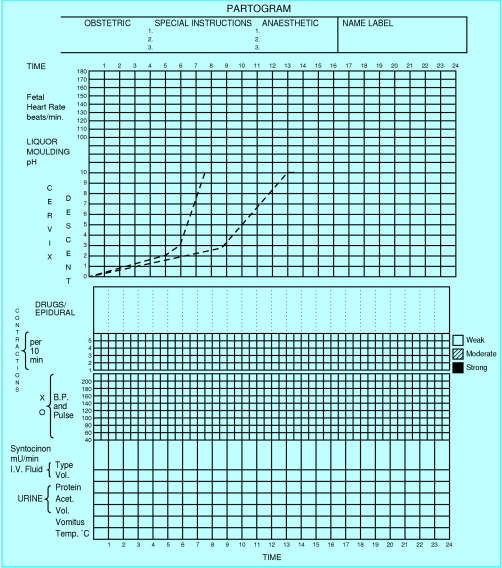 PARTOGRAM
OBSTETRIC SPECIAL INSTRUCTIONS ANAESTHETIC NAME LABEL
1. 1.
2. 2.
3. 3.
TIME 1 2 3 4 5 6 7 8 9 10 11 12 13 14 15 16 17 18 19 20 21 22 23 24
180
170
160
150
140
130
120
110
100
Fetal
Heart Rate
beats/min.
LIQUOR
MOULDING
pH
CERVIX
DESCENT
10
9
8
7
6
5
4
3
2
1
0
DRUGS/
EPIDURAL
CONTRACTIONS
per
10
min
5
4
3
2
1
Weak
Moderate
Strong
X B.P.
and
O Pulse
200
180
160
140
120
100
80
60
40
Syntocinon
mU/min
I.V. Fluid Type
Vol.
URINE Protein
Acet.
Vol.
Vomitus
Temp. °C
1 2 3 4 5 6 7 8 9 10 11 12 13 14 15 16 17 18 19 20 21 22 23 24
TIME